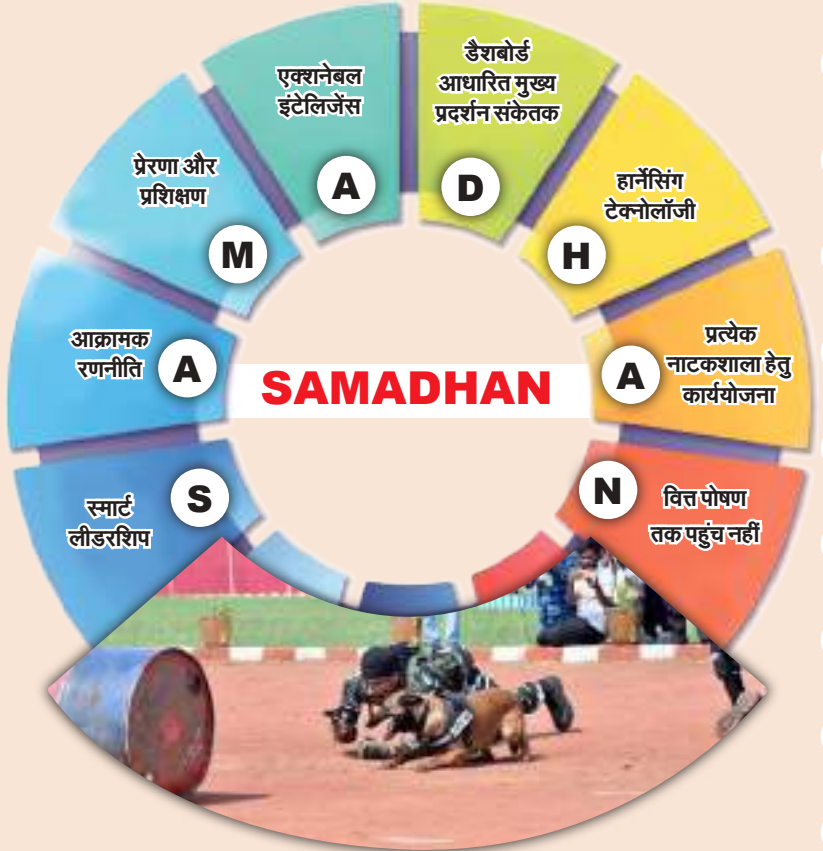 स्मार्ट
लीडरशिप
S
आक्रामक
रणनीति
A
प्रेरणा और
प्रशिक्षण
M
एक्शनेबल
इंटेलिजेंस
A
डैशबोर्ड
आधारित मुख्य
प्रदर्शन संकेतक
D
हार्नेसिंग
टेक्नोलॉजी
H
प्रत्येक
नाटकशाला हेतु
कार्ययोजना
A
वित्त पोषण
तक पहुंच नहीं
N
SAMADHAN